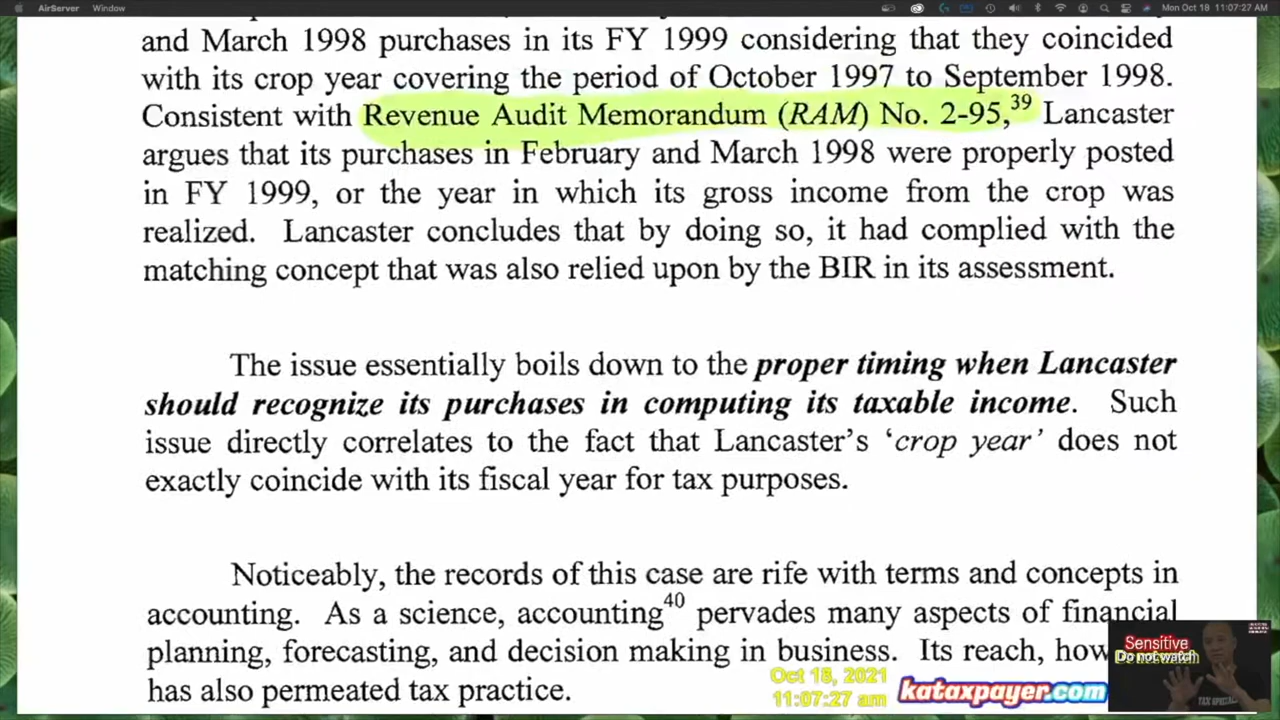 AirServer Window Mon Oct 18 11:07:27 AM
and March 1998 purchases in its FY 1999 considering that they coincided
with its crop year covering the period of October 1997 to September 1998.
Consistent with Revenue Audit Memorandum (RAM) No. 2-95,39 Lancaster
argues that its purchases in February and March 1998 were properly posted
in FY 1999, or the year in which its gross income from the crop was
realized. Lancaster concludes that by doing so, it had complied with the
matching concept that was also relied upon by the BIR in its assessment.
The issue essentially boils down to the proper timing when Lancaster
should recognize its purchases in computing its taxable income. Such
issue directly correlates to the fact that Lancaster's ‘crop year’ does not
exactly coincide with its fiscal year for tax purposes.
Noticeably, the records of this case are rife with terms and concepts in
accounting. As a science, accounting40 pervades many aspects of financial
planning, forecasting, and decision making in business. Its reach, how
has also permeated tax practice.
Oct 18, 2021
11:07:27 am
kataxpayer.com
Sensitive
Do not watch
TAX SPECIAL